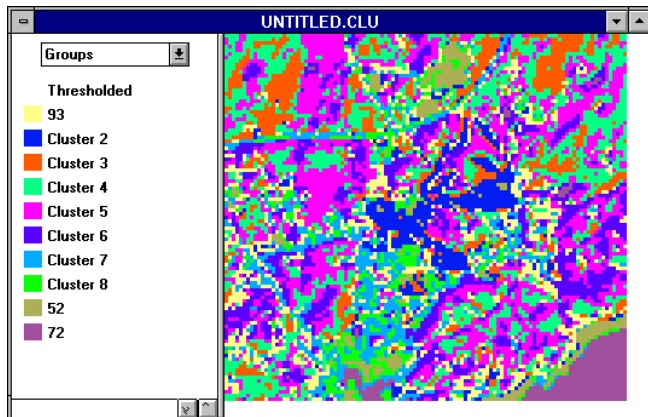 UNTITLED.CLU
Groups
Thresholded
93
Cluster 2
Cluster 3
Cluster 4
Cluster 5
Cluster 6
Cluster 7
Cluster 8
52
72